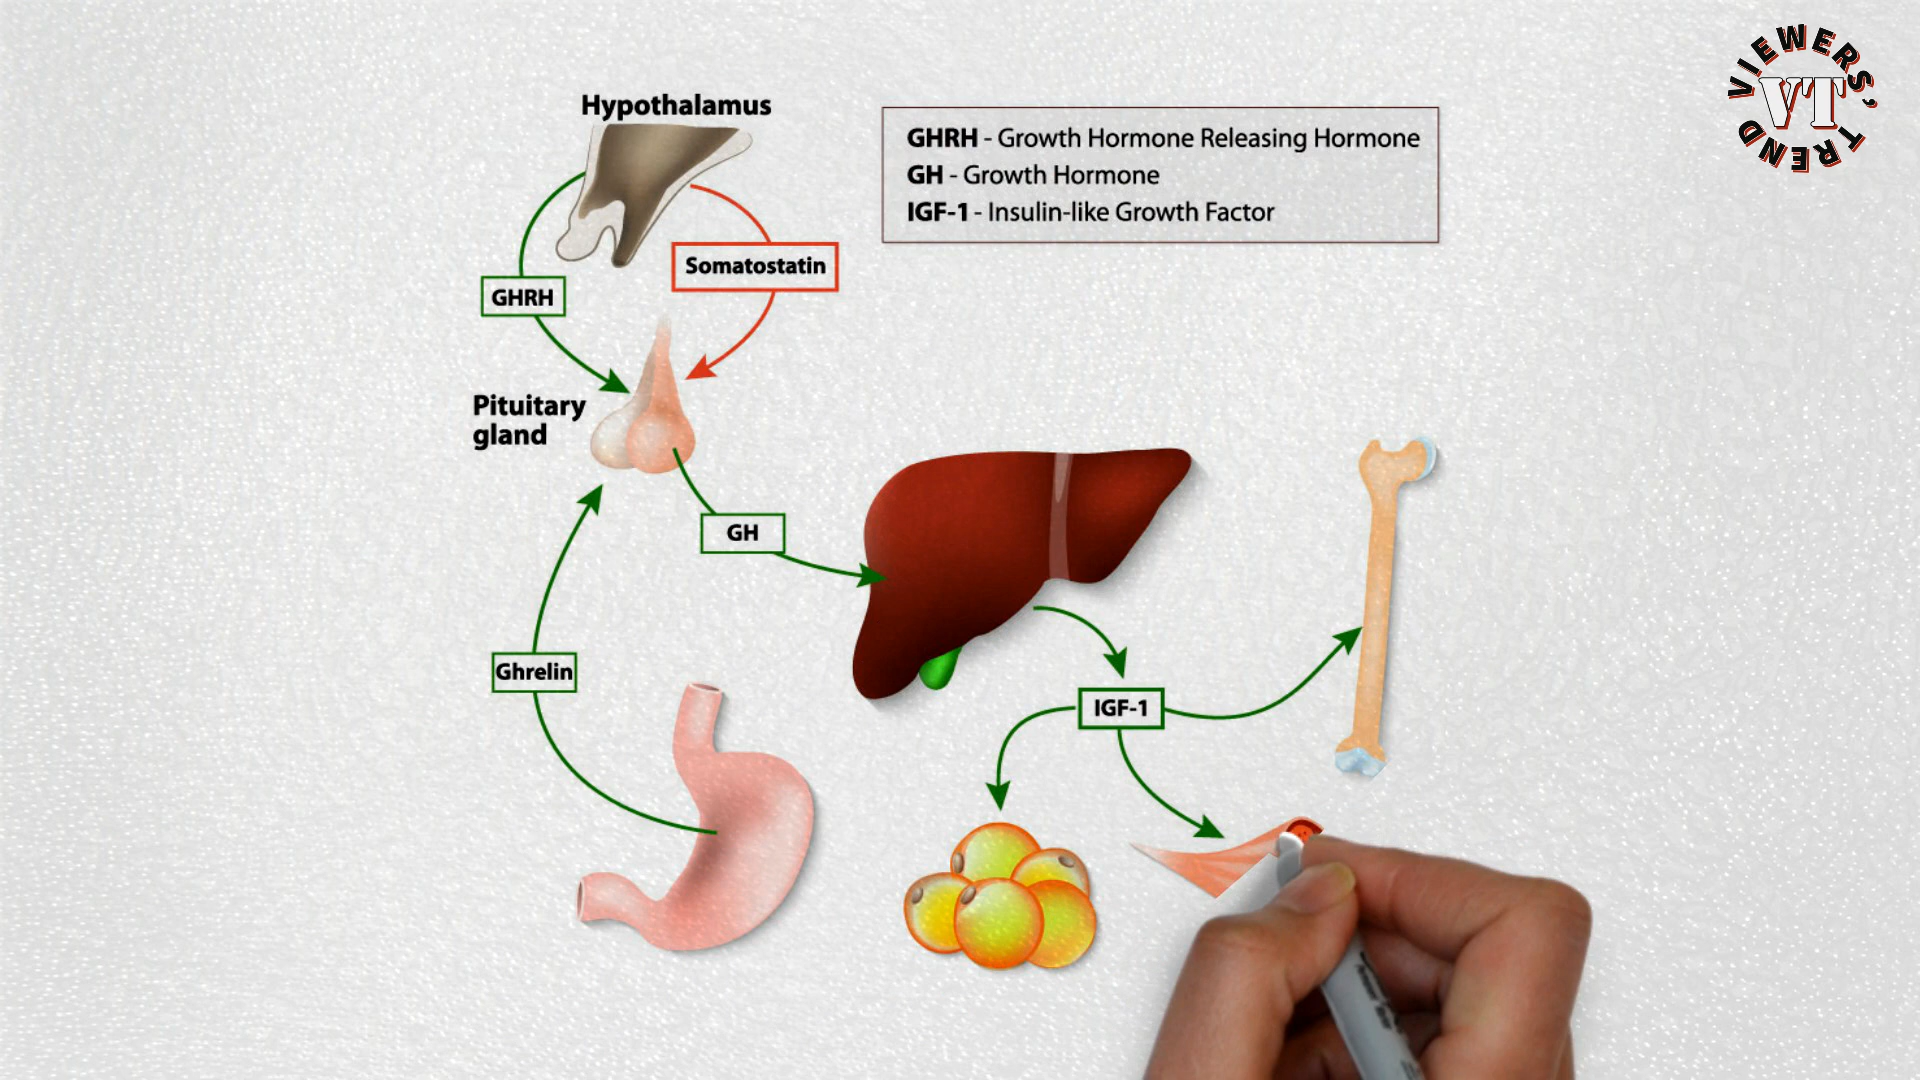 VIEWERS' TREND
VT
Hypothalamus
GHRH - Growth Hormone Releasing Hormone
GH - Growth Hormone
IGF-1 - Insulin-like Growth Factor
Somatostatin
GHRH
Pituitary
gland
GH
Ghrelin
IGF-1